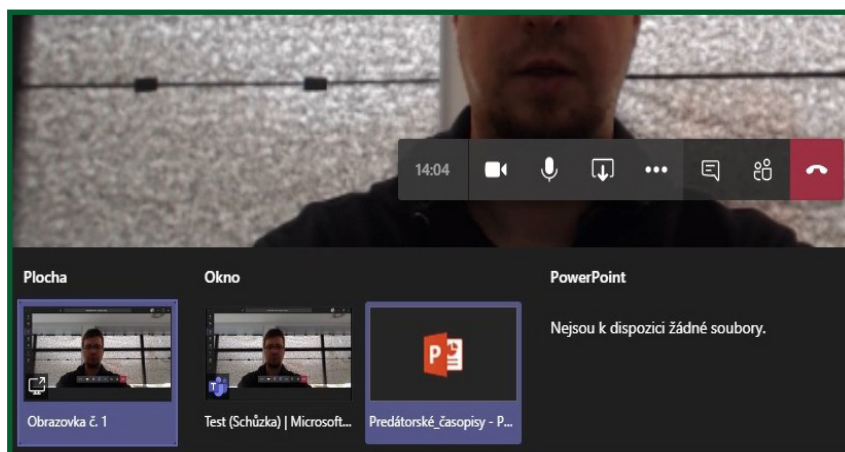 14:04
Plocha
Okno
PowerPoint
Nejsou k dispozici žádné soubory.
Obrazovka č. 1
Test (Schůzka) | Microsoft...
Predátorské_časopisy - P...